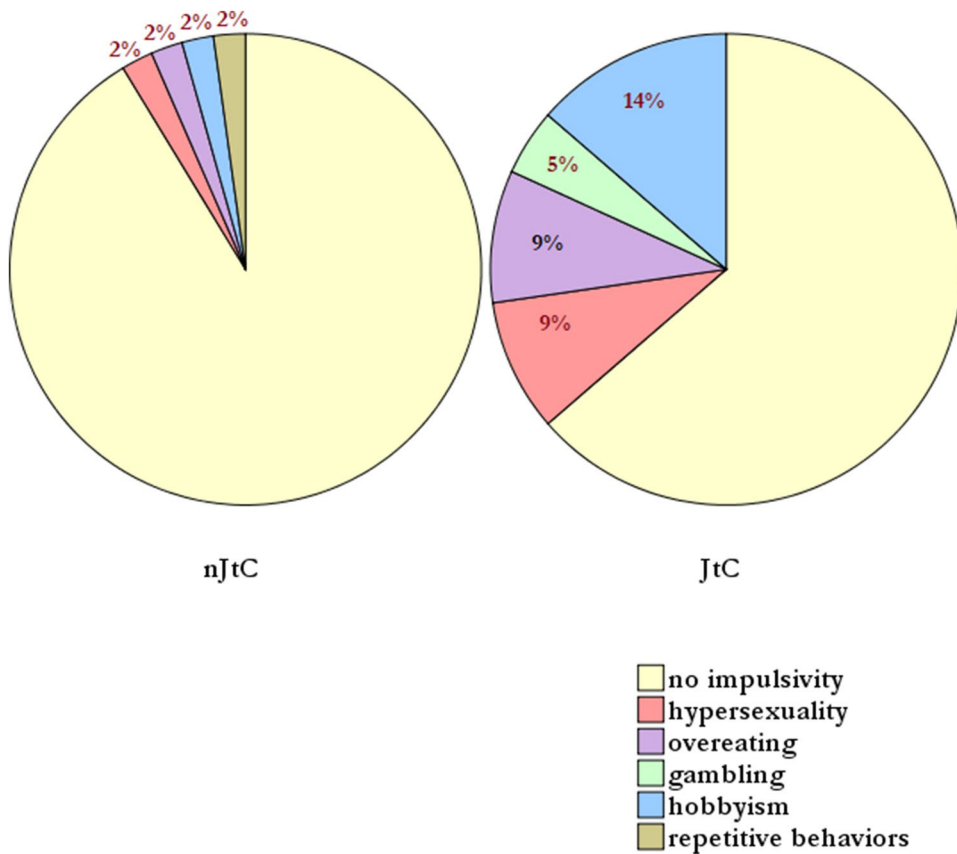 2%
2%
2%
2%
14%
5%
9%
9%
nJtC
JtC
no impulsivity
hypersexuality
overeating
gambling
hobbyism
repetitive behaviors